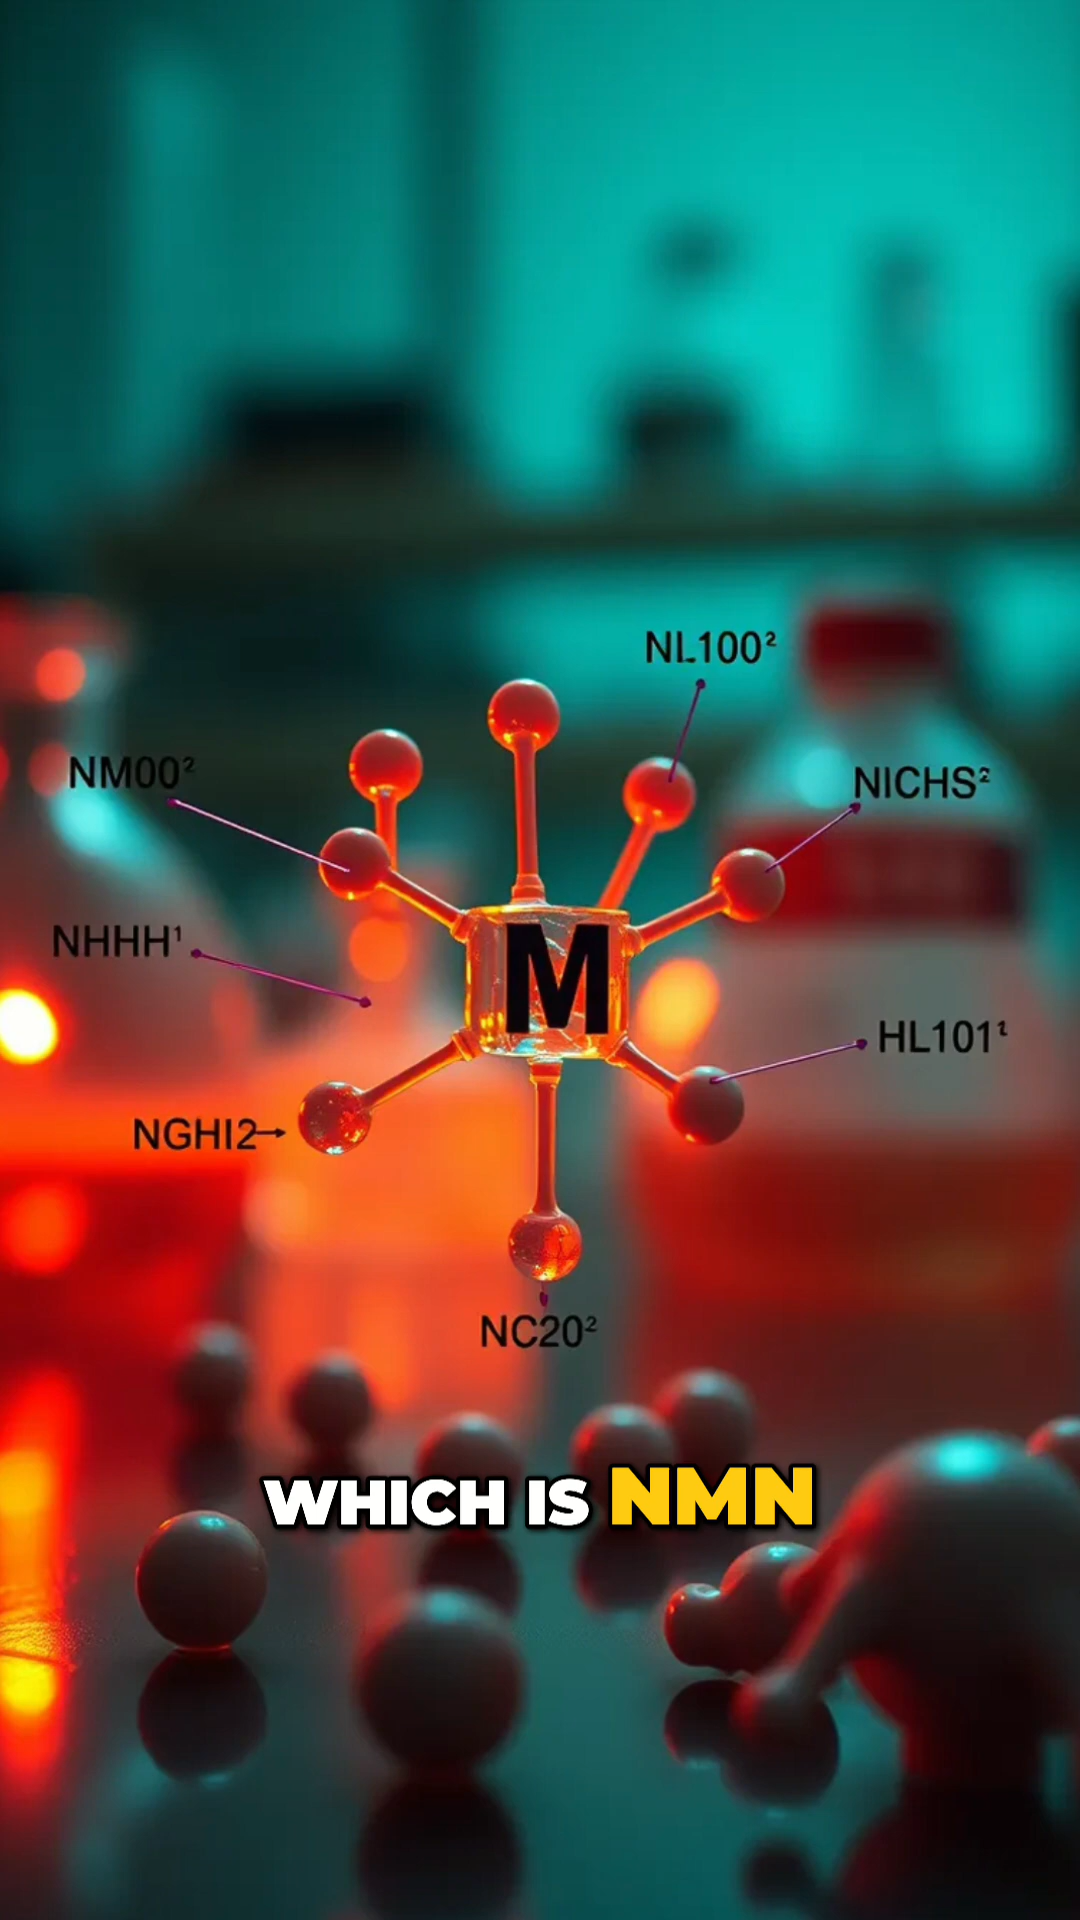 NL100²
NM00²
NICHS²
NHHH¹
M
HL101¹
NGHI2
NC20²
WHICH IS NMN